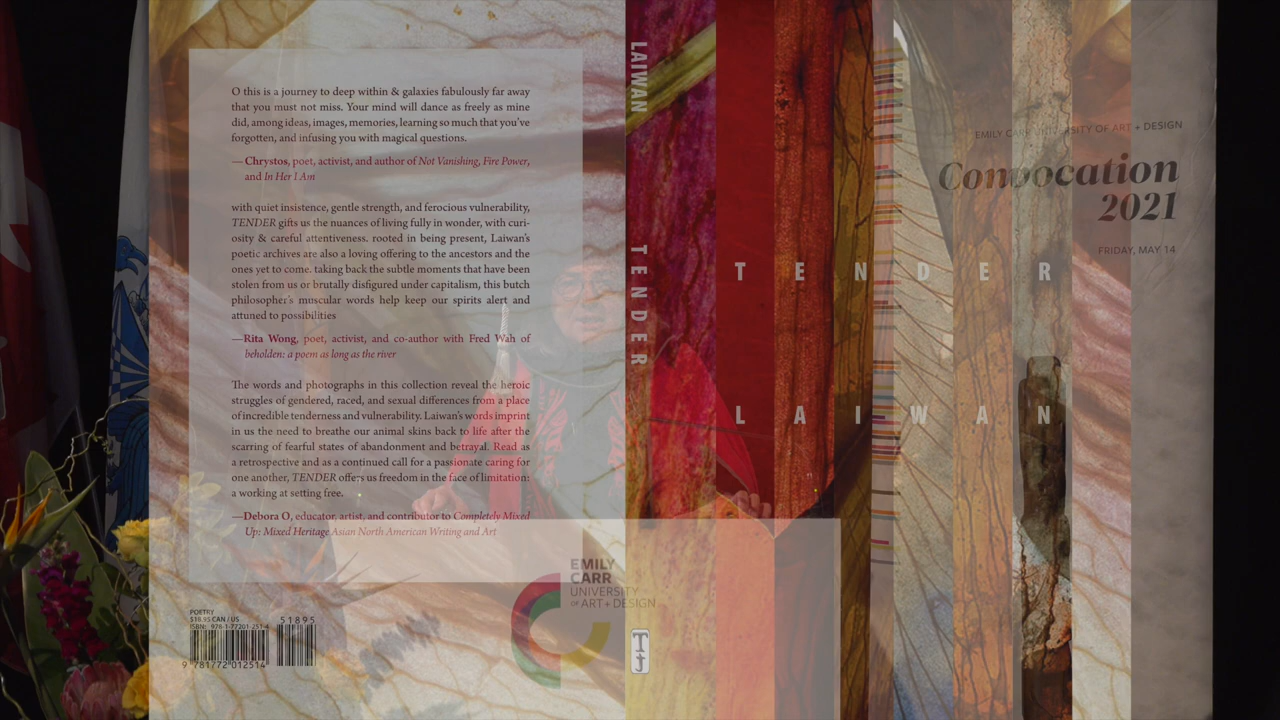 O this is a journey to deep within & galaxies fabulously far away
that you must not miss. Your mind will dance as freely as mine
did, among ideas, images, memories, learning so much that you've
forgotten, and infusing you with magical questions.
—Chrystos, poet, activist, and author of Not Vanishing, Fire Power,
and In Her I Am
with quiet insistence, gentle strength, and ferocious vulnerability,
TENDER gifts us the nuances of living fully in wonder, with curi-
osity & careful attentiveness. rooted in being present, Laiwan's
poetic archives are also a loving offering to the ancestors and the
ones yet to come. taking back the subtle moments that have been
stolen from us or brutally disfigured under capitalism, this butch
philosopher's muscular words help keep our spirits alert and
attuned to possibilities
—Rita Wong, poet, activist, and co-author with Fred Wah of
beholden: a poem as long as the river
The words and photographs in this collection reveal the heroic
struggles of gendered, raced, and sexual differences from a place
of incredible tenderness and vulnerability. Laiwan's words imprint
in us the need to breathe our animal skins back to life after the
scarring of fearful states of abandonment and betrayal. Read as
a retrospective and as a continued call for a passionate caring for
one another, TENDER offers us freedom in the face of limitation:
a working at setting free.
—Debora O, educator, artist, and contributor to Completely Mixed
Up: Mixed Heritage Asian North American Writing and Art
POETRY
$18.95 CAN / US
ISBN: 978-1-77201-251-4
51895
9 781772 012514
EMILY
CARR
UNIVERSITY
of ART + DESIGN
LAIWAN
TENDER
T
TENDER
LAIWAN
EMILY CARR UNIVERSITY OF ART + DESIGN
Convocation
2021
FRIDAY, MAY 14